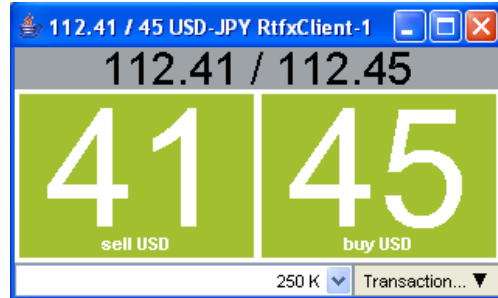 112.41 / 45 USD-JPY RtfxClient-1
112.41 / 112.45
41 45
sell USD buy USD
250 K Transaction...